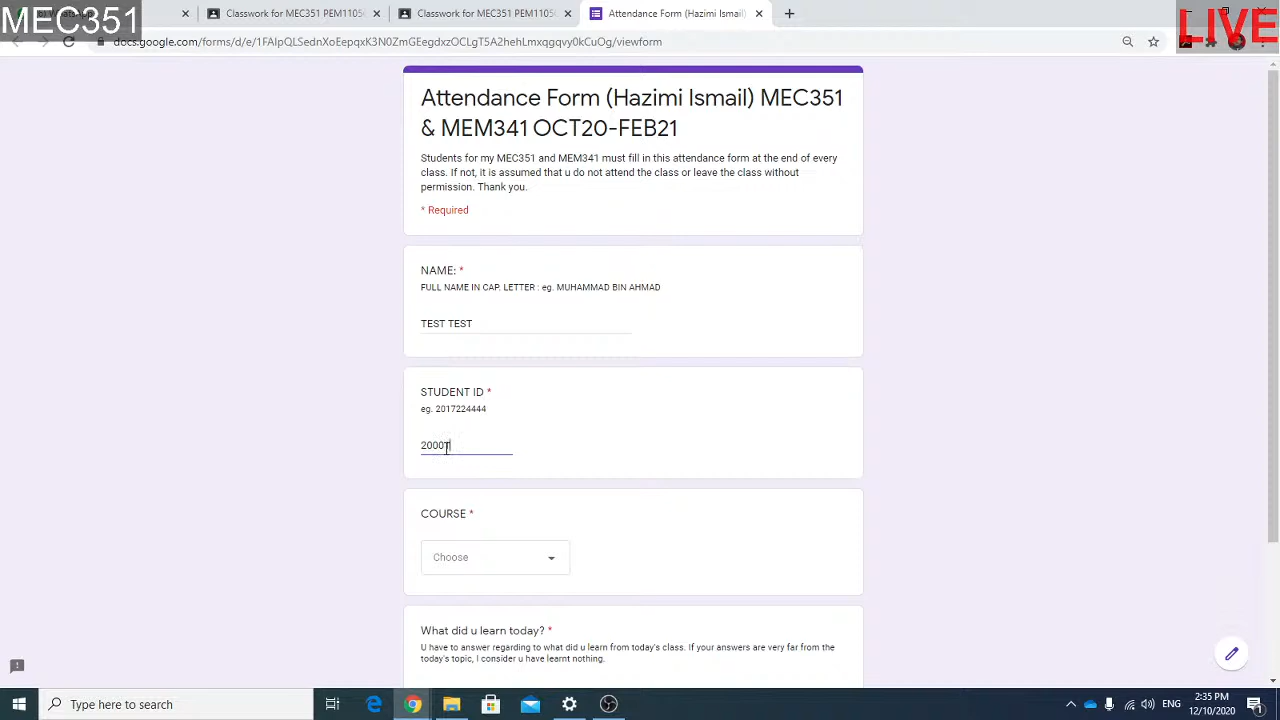 MEC351
WhatsApp
Classwork for MEC351 PEM1105
Classwork for MEC351 PEM1105
Attendance Form (Hazimi Ismail)
LIVE
Attendance Form (Hazimi Ismail) MEC351
& MEM341 OCT20-FEB21
Students for my MEC351 and MEM341 must fill in this attendance form at the end of every
class. If not, it is assumed that u do not attend the class or leave the class without
permission. Thank you.
* Required
NAME: *
FULL NAME IN CAP. LETTER : eg. MUHAMMAD BIN AHMAD
TEST TEST
STUDENT ID *
eg. 2017224444
COURSE *
Choose
What did u learn today? *
U have to answer regarding to what did u learn from today's class. If your answers are very far from the
today's topic, I consider u have learnt nothing.
Type here to search
ENG
2:35 PM
12/10/2020